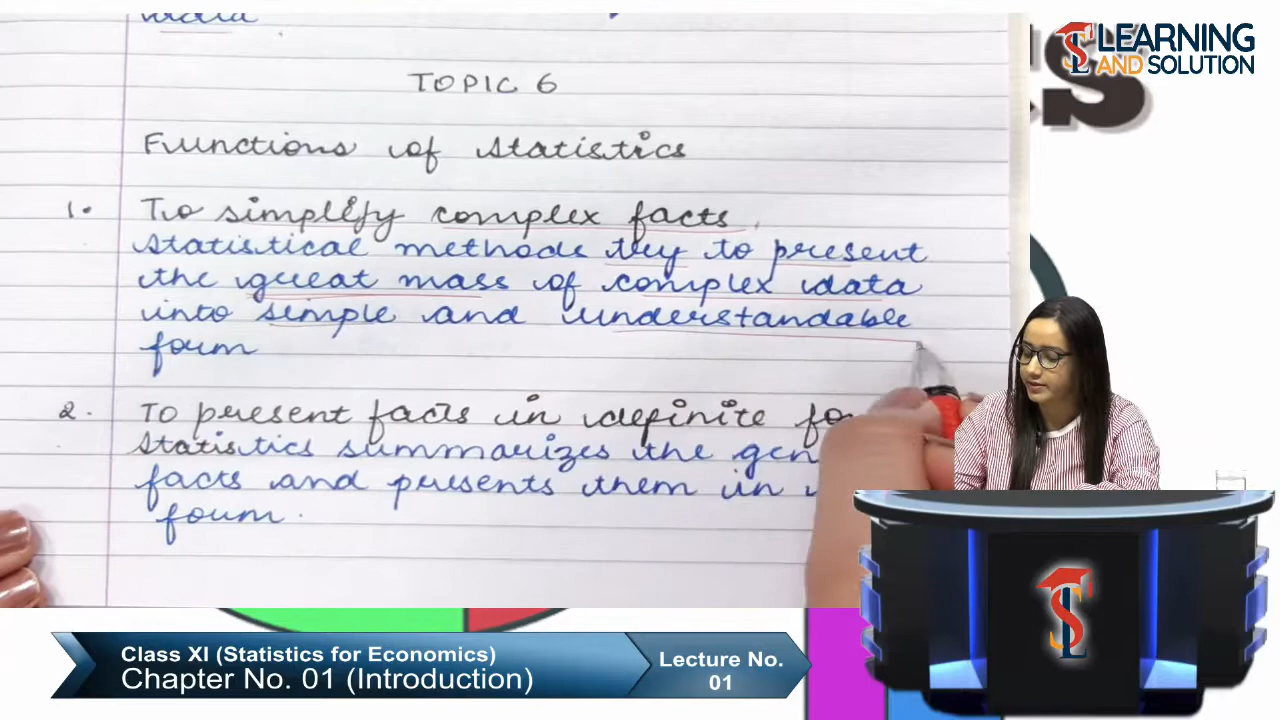 LEARNING
AND SOLUTION
TOPIC 6
Functions of statistics
1. To simplify complex facts.
statistical methods try to present
the great mass of complex data
into simple and understandable
form
2. To present facts in definite
statistics summarizes the
facts and presents them in
form.
Class XI (Statistics for Economics)
Chapter No. 01 (Introduction)
Lecture No.
01